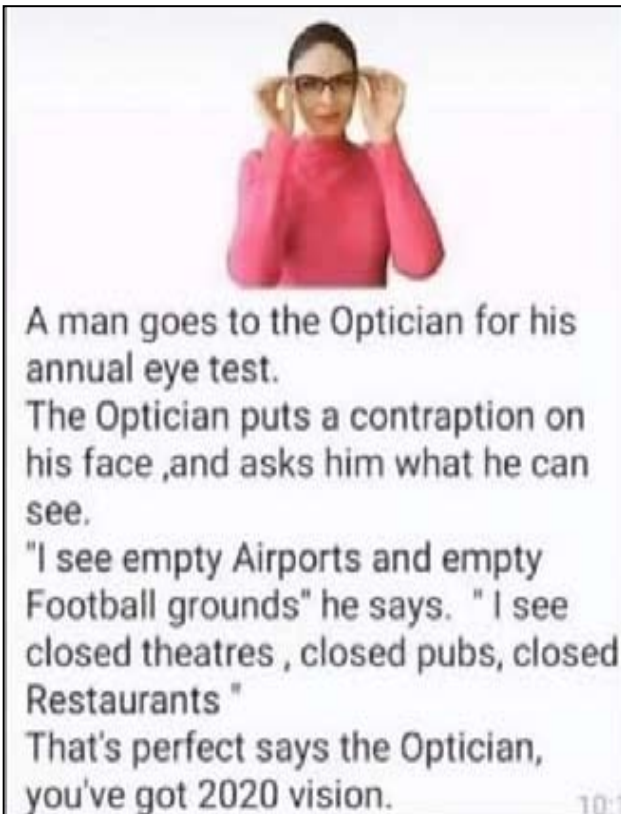 A man goes to the Optician for his
annual eye test.
The Optician puts a contraption on
his face ,and asks him what he can
see.
"I see empty Airports and empty
Football grounds" he says.  " I see
closed theatres , closed pubs, closed
Restaurants "
That's perfect says the Optician,
you've got 2020 vision.